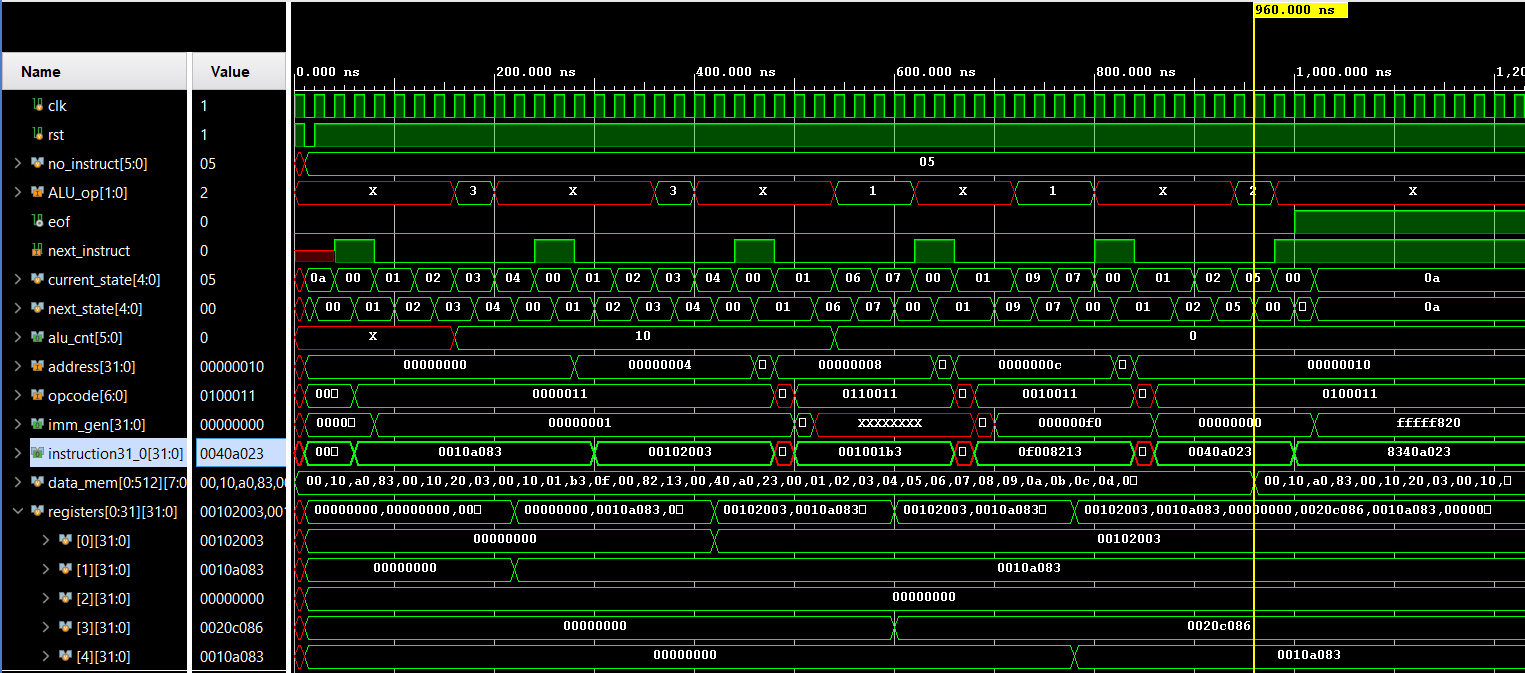 960.000 ns
Name Value
0.000 ns 200.000 ns 400.000 ns 600.000 ns 800.000 ns 1,000.000 ns 1,20
clk 1
rst 1
no_instruct[5:0] 05 05
ALU_op[1:0] 2 X 3 X 3 X 1 X 1 X 2 X
eof 0
next_instruct 0
current_state[4:0] 05 0a 00 01 02 03 04 00 01 02 03 04 00 01 06 07 00 01 09 07 00 01 02 05 00 0a
next_state[4:0] 00 00 01 02 03 04 00 01 02 03 04 00 01 06 07 00 01 09 07 00 01 02 05 00 0a
alu_cnt[5:0] 0 X 10 0
address[31:0] 00000010 00000000 00000004 00000008 0000000c 00000010
opcode[6:0] 0100011 00 0000011 0110011 0010011 0100011
imm_gen[31:0] 00000000 0000 00000001 XXXXXXXX 000000f0 00000000 fffff820
instruction31_0[31:0] 0040a023 00 0010a083 00102003 001001b3 0f008213 0040a023 8340a023
data_mem[0:512][7:0 00,10,a0,83,00 00,10,a0,83,00,10,20,03,00,10,01,b3,0f,00,82,13,00,40,a0,23,00,01,02,03,04,05,06,07,08,09,0a,0b,0c,0d,0 00,10,a0,83,00,10,20,03,00,10,
registers[0:31][31:0] 00102003,001 00000000,00000000,00 00000000,0010a083,0 00102003,0010a083 00102003,0010a083 00102003,0010a083,00000000,0020c086,0010a083,00000
[0][31:0] 00102003 00000000 00102003
[1][31:0] 0010a083 00000000 0010a083
[2][31:0] 00000000 00000000
[3][31:0] 0020c086 00000000 0020c086
[4][31:0] 0010a083 00000000 0010a083